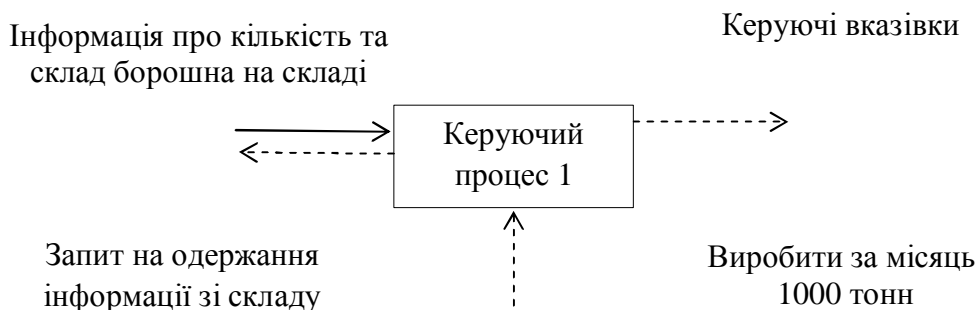 Інформація про кількість та
склад борошна на складі
Керуючі вказівки
Керуючий
процес 1
Запит на одержання
інформації зі складу
Виробити за місяць
1000 тонн